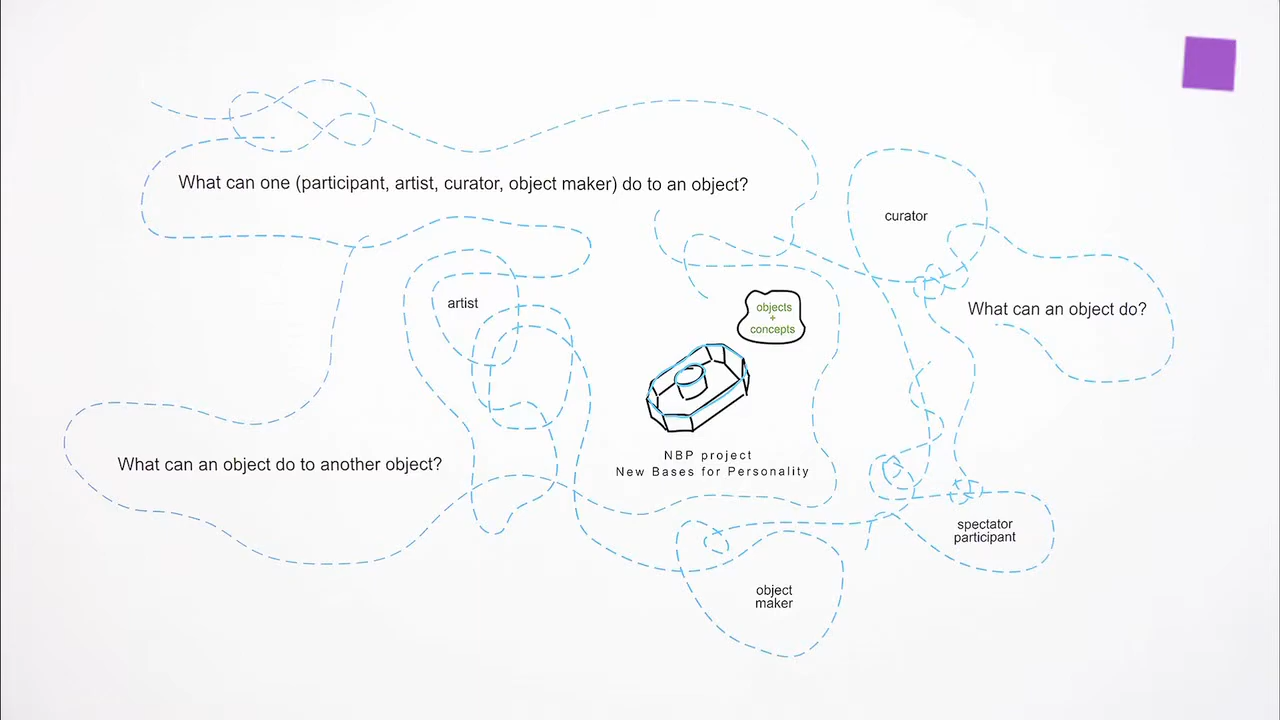 What can one (participant, artist, curator, object maker) do to an object?
curator
artist
objects
+
concepts
What can an object do?
NBP project
New Bases for Personality
What can an object do to another object?
spectator
participant
object
maker